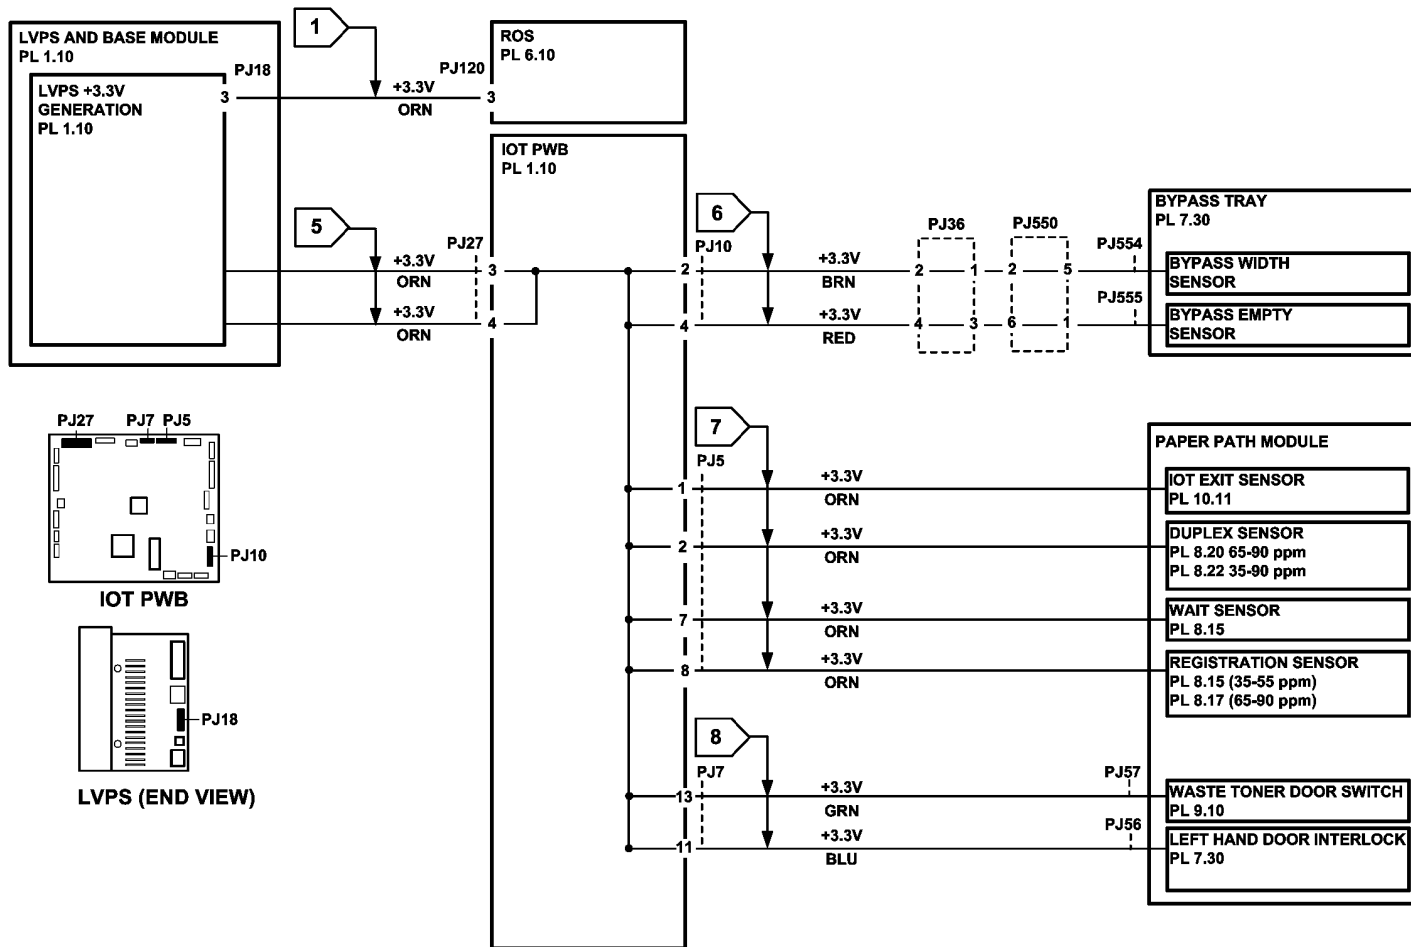 LVPS AND BASE MODULE
PL 1.10
LVPS +3.3V
GENERATION
PL 1.10
PJ18
3
1
+3.3V
ORN
PJ120
3
ROS
PL 6.10
IOT PWB
PL 1.10
5
+3.3V
ORN
+3.3V
ORN
PJ27
3
4
6
PJ10
2
4
+3.3V
BRN
+3.3V
RED
PJ36
2 1
4 3
PJ550
2 5
6 1
PJ554
PJ555
BYPASS TRAY
PL 7.30
BYPASS WIDTH
SENSOR
BYPASS EMPTY
SENSOR
7
PJ5
1
2
7
8
+3.3V
ORN
+3.3V
ORN
+3.3V
ORN
+3.3V
ORN
PAPER PATH MODULE
IOT EXIT SENSOR
PL 10.11
DUPLEX SENSOR
PL 8.20 65-90 ppm
PL 8.22 35-90 ppm
WAIT SENSOR
PL 8.15
REGISTRATION SENSOR
PL 8.15 (35-55 ppm)
PL 8.17 (65-90 ppm)
8
PJ7
13
11
+3.3V
GRN
+3.3V
BLU
PJ57
PJ56
WASTE TONER DOOR SWITCH
PL 9.10
LEFT HAND DOOR INTERLOCK
PL 7.30
PJ27 PJ7 PJ5
PJ10
IOT PWB
PJ18
LVPS (END VIEW)